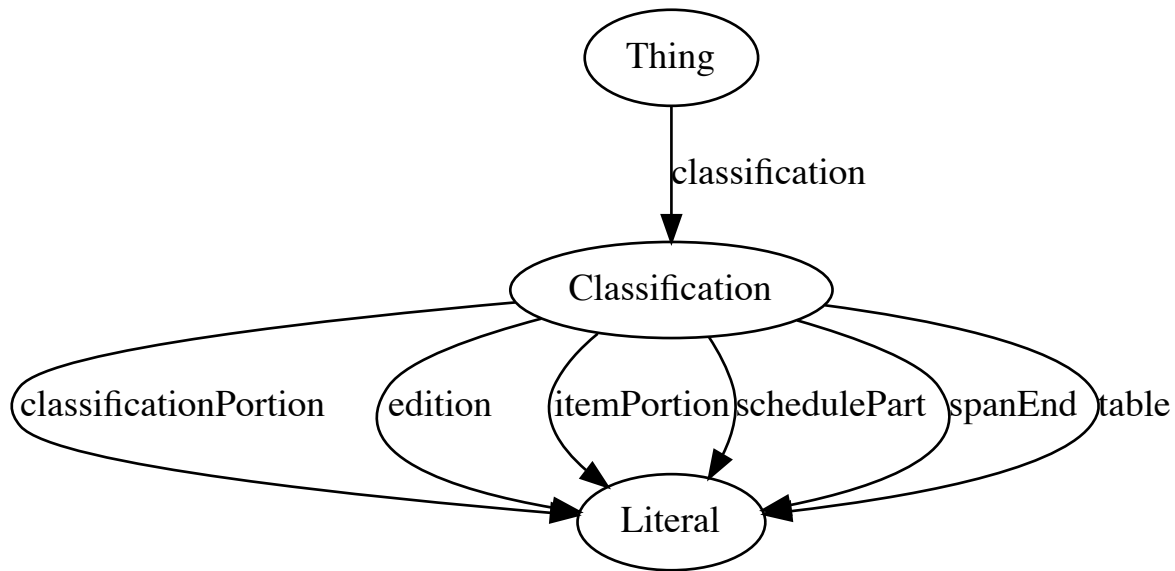 Thing
classification
Classification
classificationPortion edition itemPortion schedulePart spanEnd table
Literal